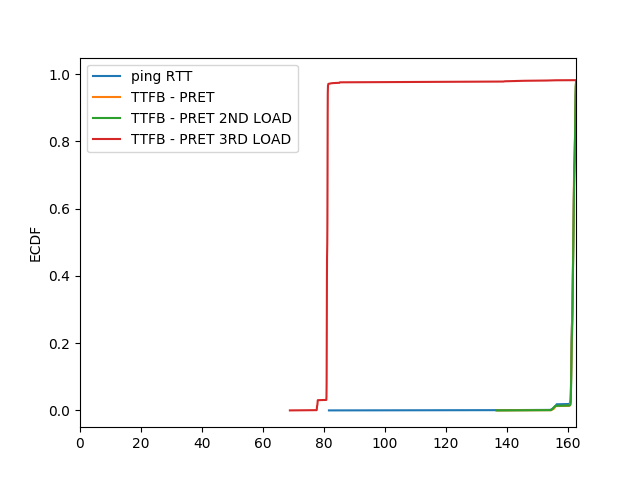 ping RTT
TTFB - PRET
TTFB - PRET 2ND LOAD
TTFB - PRET 3RD LOAD
ECDF
1.0
0.8
0.6
0.4
0.2
0.0
0 20 40 60 80 100 120 140 160